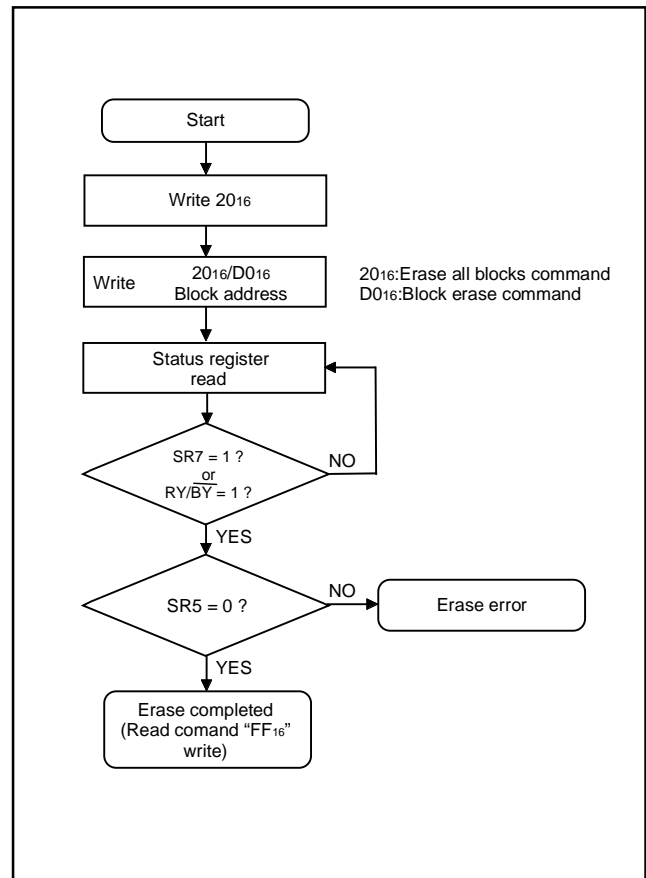 Start
Write 20₁₆
Write 20₁₆/D0₁₆
Block address
20₁₆:Erase all blocks command
D0₁₆:Block erase command
Status register
read
SR7 = 1 ?
or
RY/B̅Y̅ = 1 ?
NO
YES
SR5 = 0 ?
NO
Erase error
YES
Erase completed
(Read comand “FF₁₆”
write)